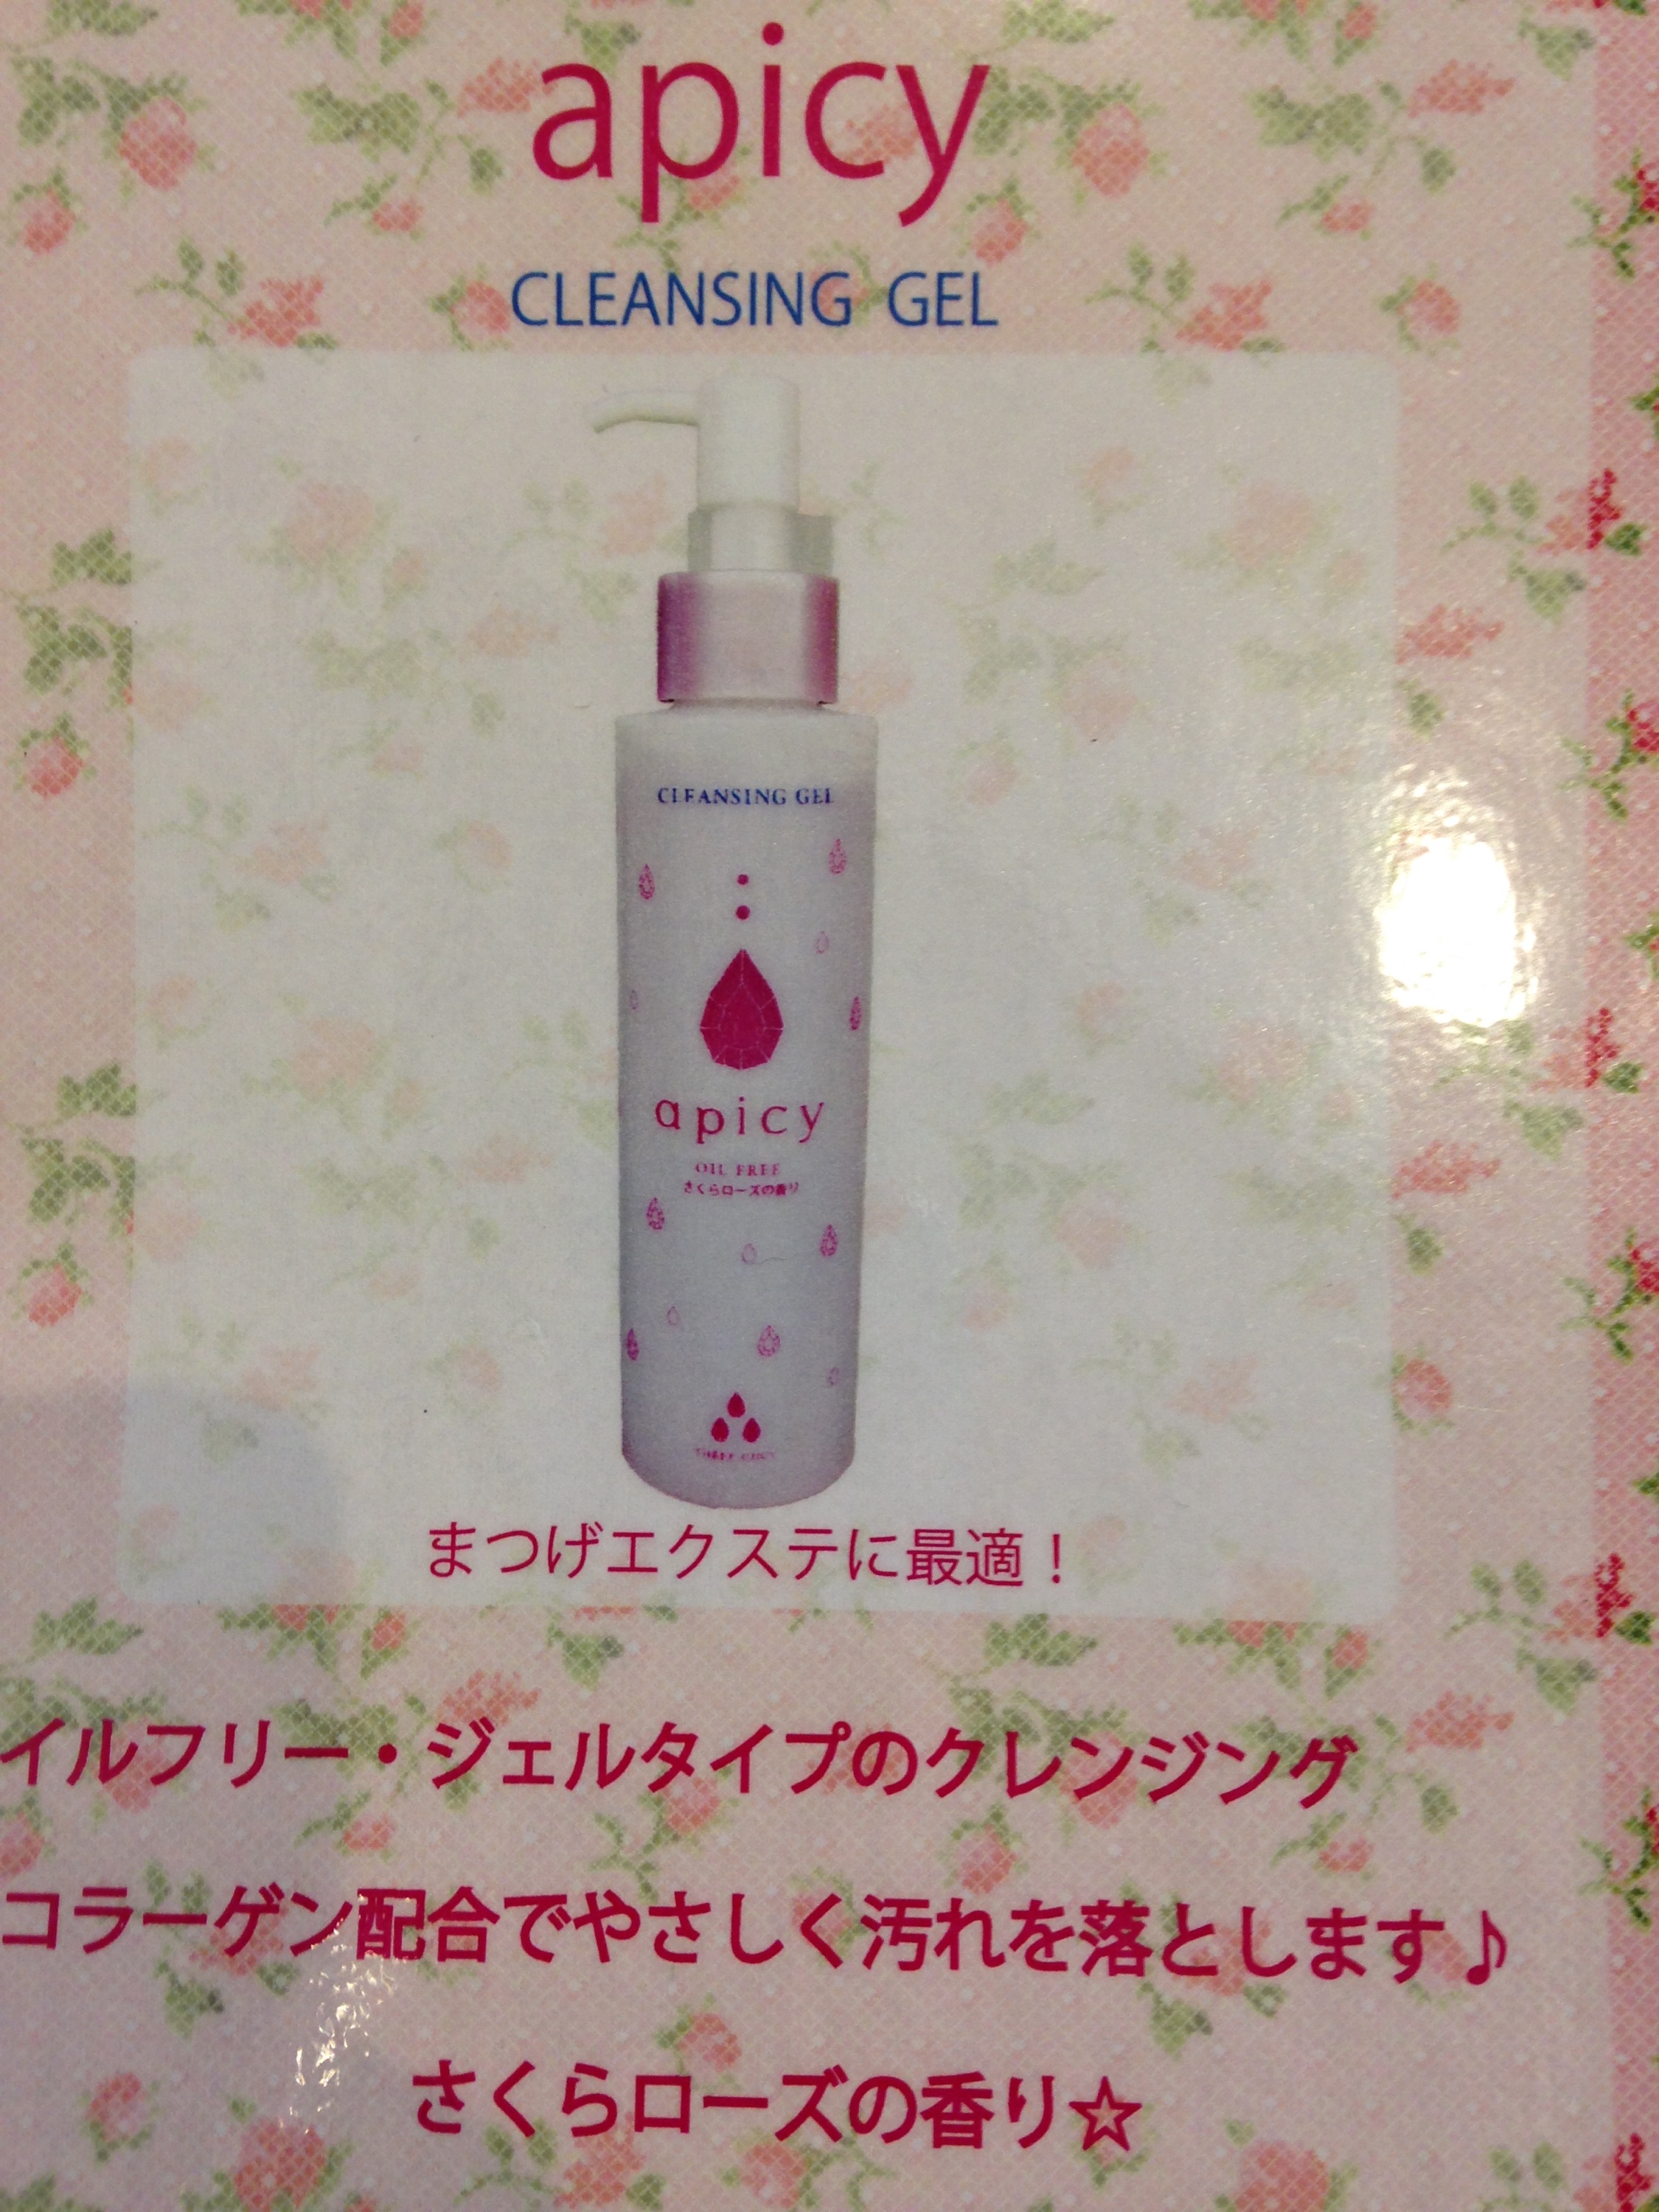 apicy
CLEANSING GEL
CLEANSING GEL
apicy
OIL FREE
さくらローズの香り
まつげエクステに最適！
イルフリー・ジェルタイプのクレンジング
コラーゲン配合でやさしく汚れを落とします♪
さくらローズの香り☆